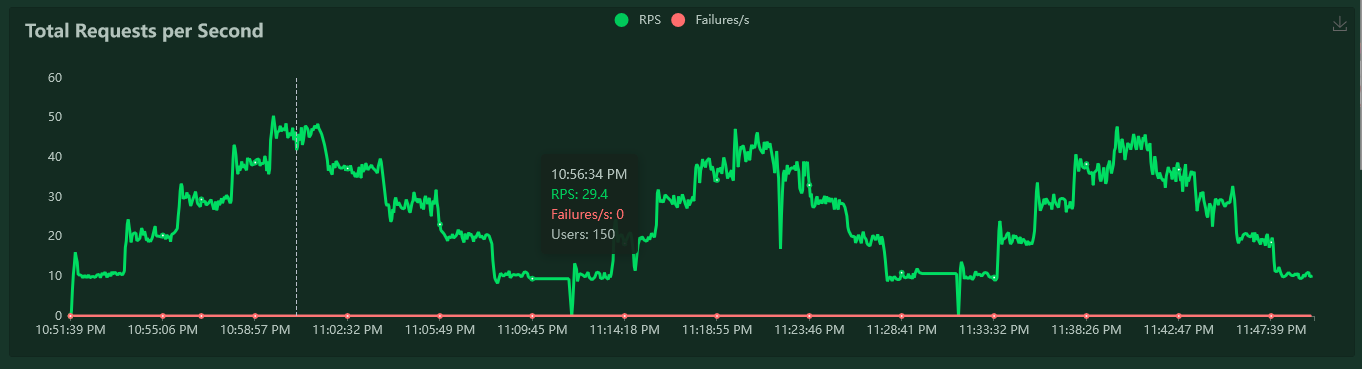 Total Requests per Second
RPS
Failures/s
60
50
40
30
20
10
0
10:56:34 PM
RPS: 29.4
Failures/s: 0
Users: 150
10:51:39 PM
10:55:06 PM
10:58:57 PM
11:02:32 PM
11:05:49 PM
11:09:45 PM
11:14:18 PM
11:18:55 PM
11:23:46 PM
11:28:41 PM
11:33:32 PM
11:38:26 PM
11:42:47 PM
11:47:39 PM